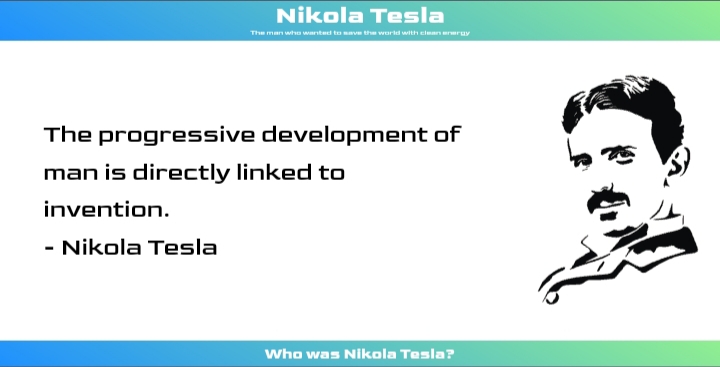 Nikola Tesla
The man who wanted to save the world with clean energy
The progressive development of
man is directly linked to
invention.
- Nikola Tesla
Who was Nikola Tesla?